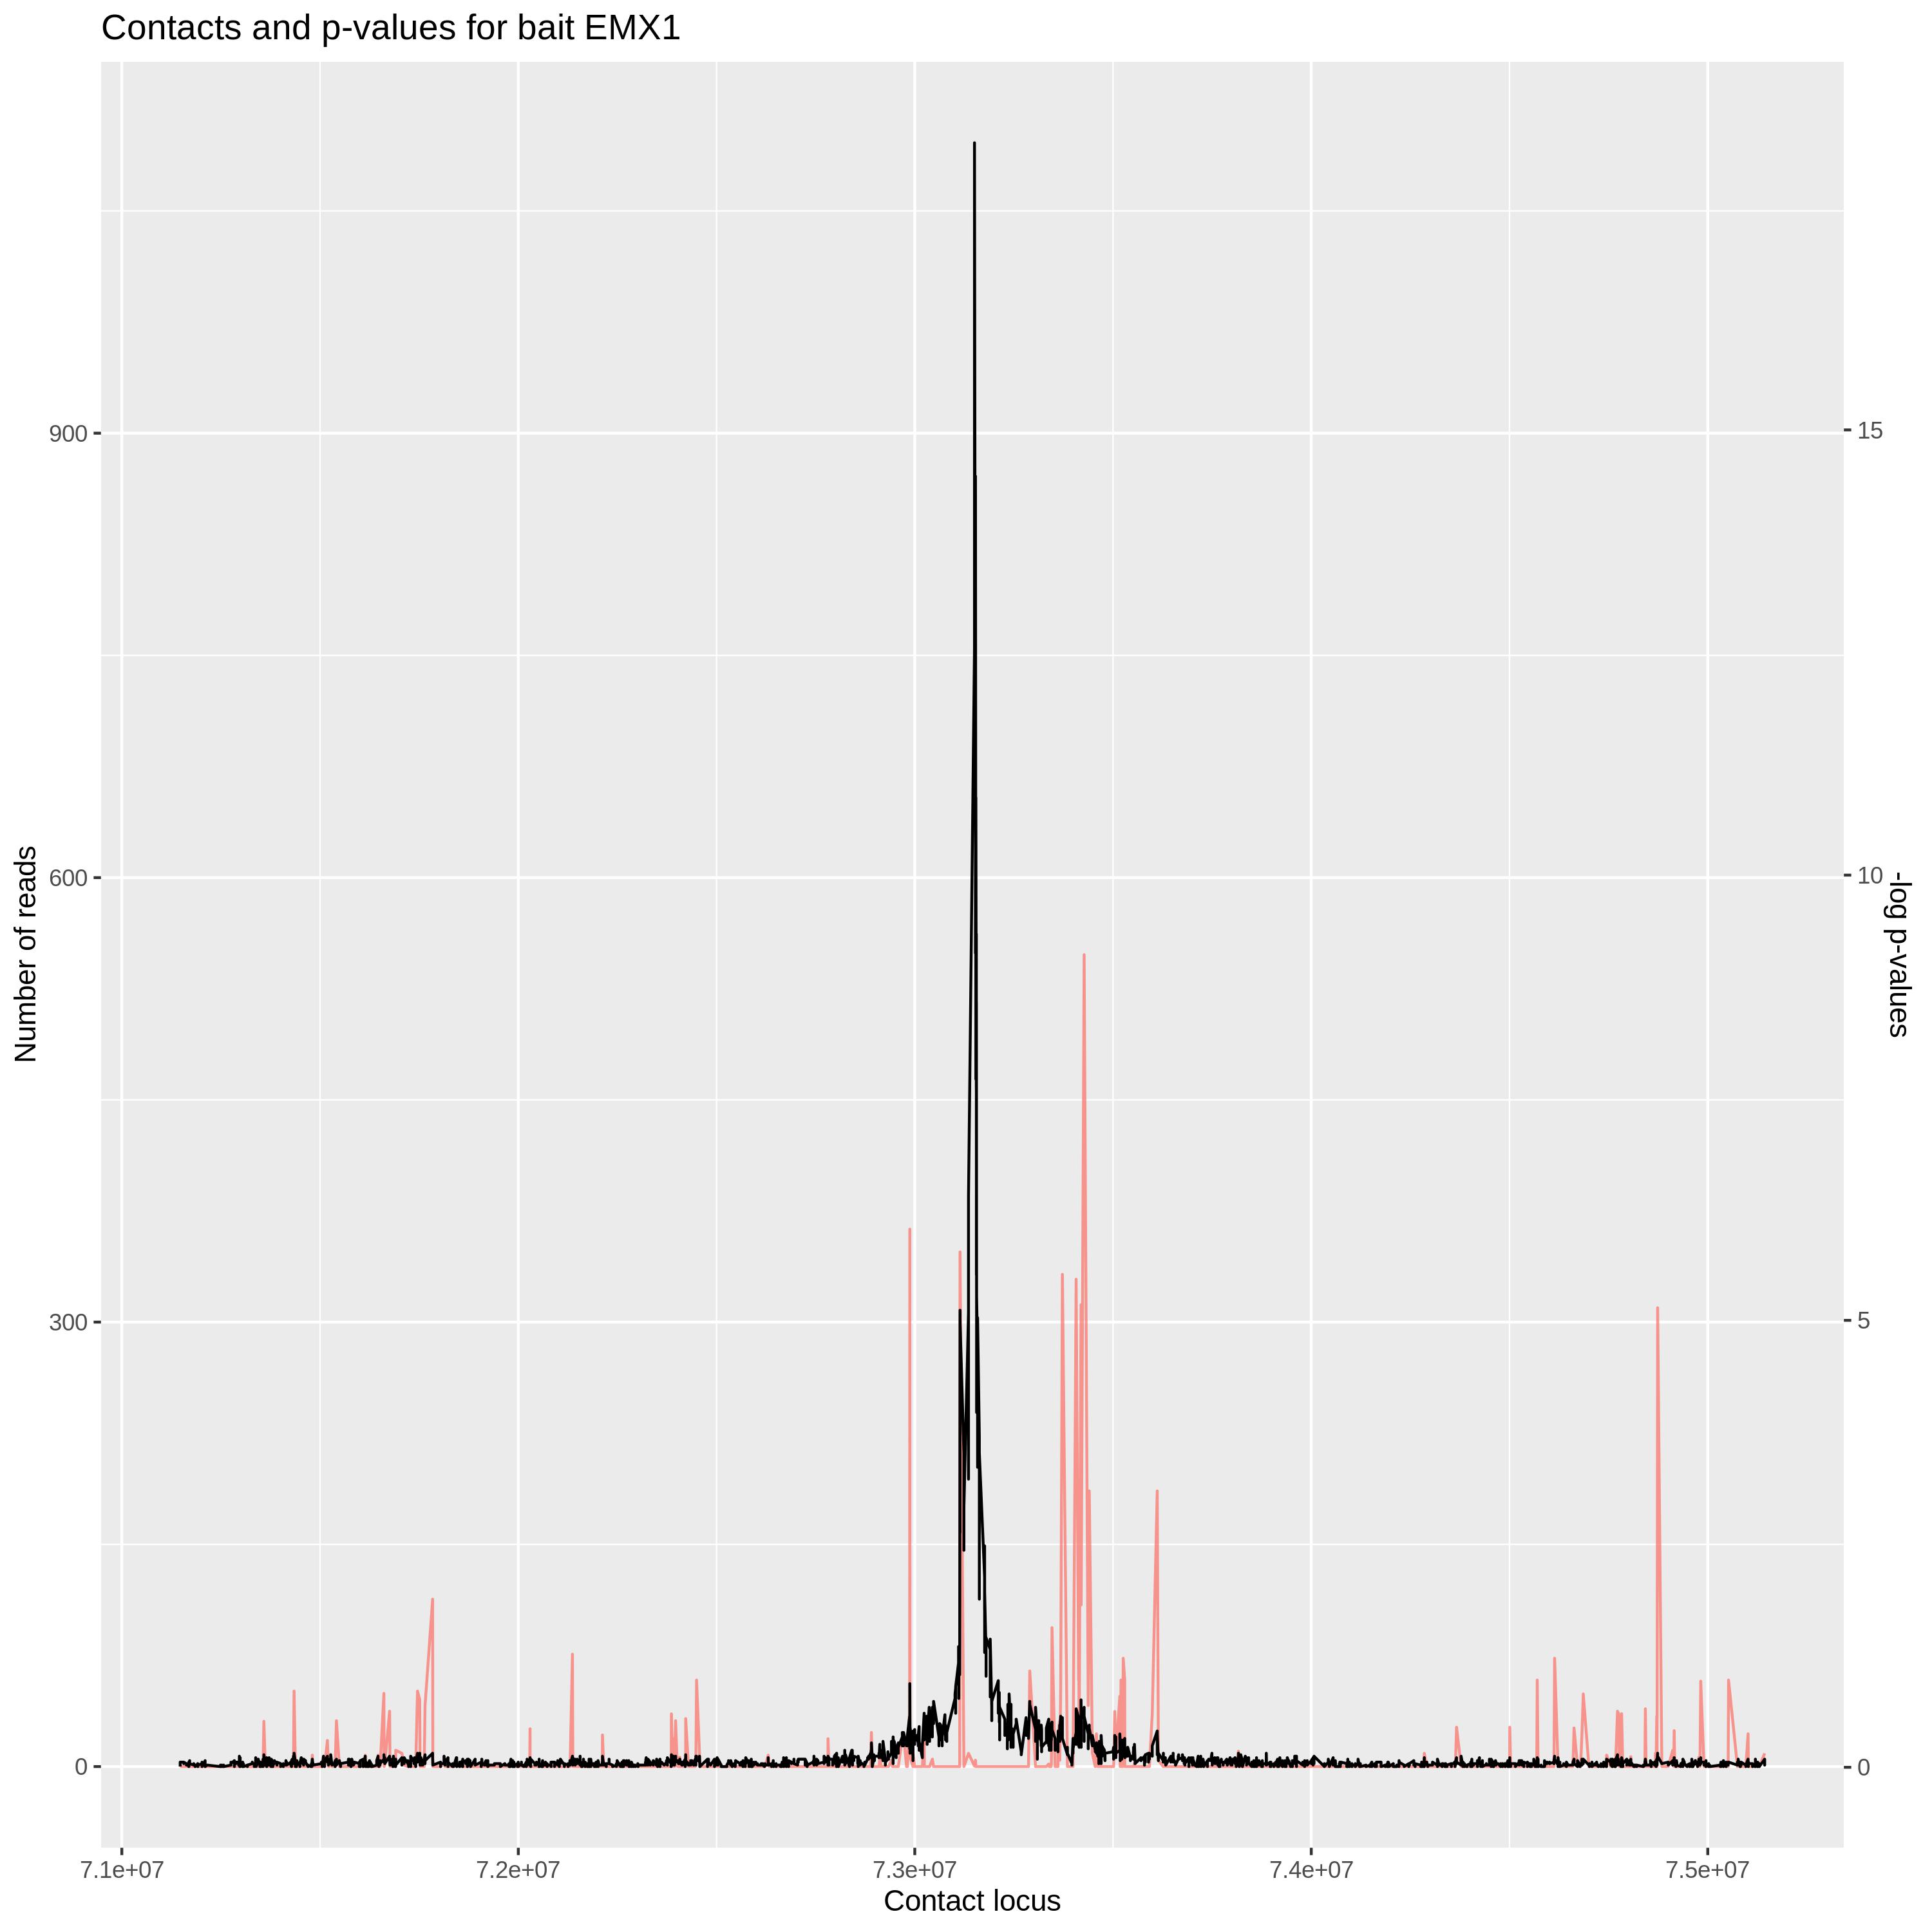 Contacts and p-values for bait EMX1
900
600
300
0
15
10
5
0
Number of reads
-log p-values
7.1e+07 7.2e+07 7.3e+07 7.4e+07 7.5e+07
Contact locus